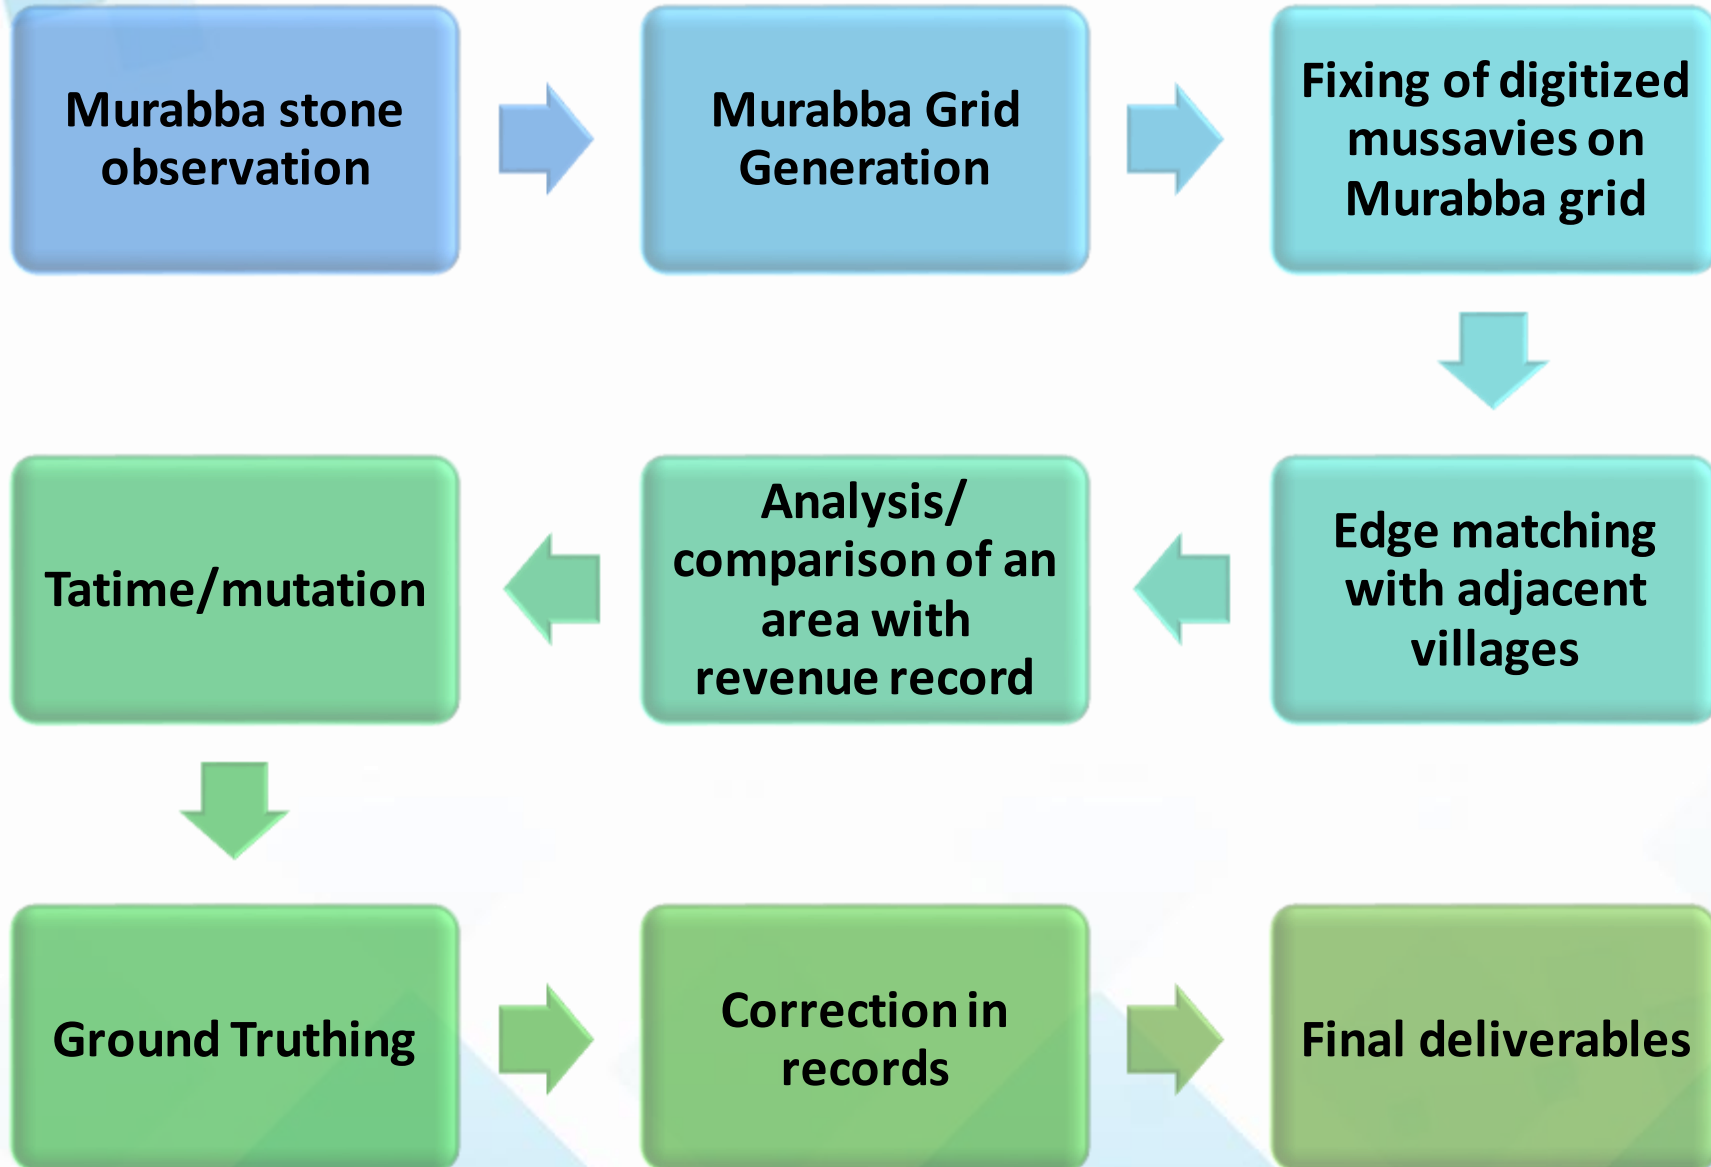 Murabba stone
observation
Murabba Grid
Generation
Fixing of digitized
mussavies on
Murabba grid
Edge matching
with adjacent
villages
Analysis/
comparison of an
area with
revenue record
Tatime/mutation
Ground Truthing
Correction in
records
Final deliverables